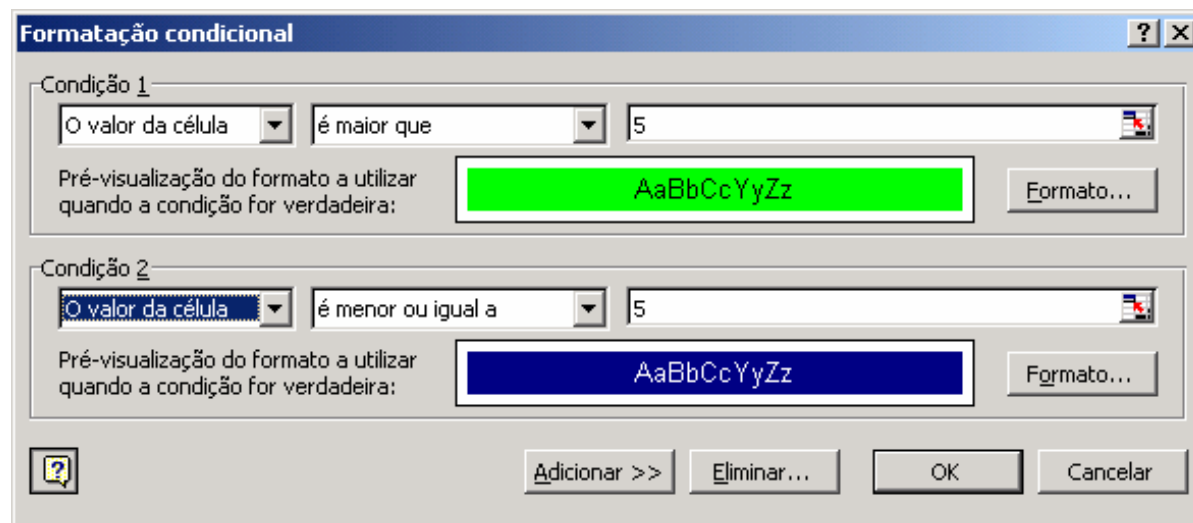 Formatação condicional
Condição 1
O valor da célula é maior que 5
Pré-visualização do formato a utilizar
quando a condição for verdadeira:
AaBbCcYyZz
Formato...
Condição 2
O valor da célula é menor ou igual a 5
Pré-visualização do formato a utilizar
quando a condição for verdadeira:
AaBbCcYyZz
Formato...
Adicionar >> Eliminar... OK Cancelar